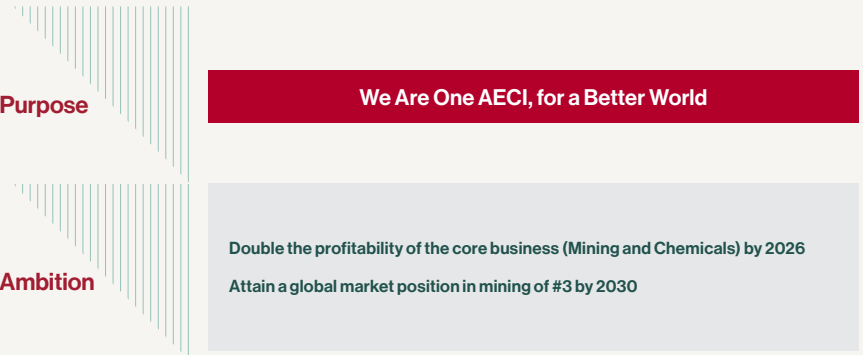 Purpose
We Are One AECI, for a Better World
Ambition
Double the profitability of the core business (Mining and Chemicals) by 2026
Attain a global market position in mining of #3 by 2030